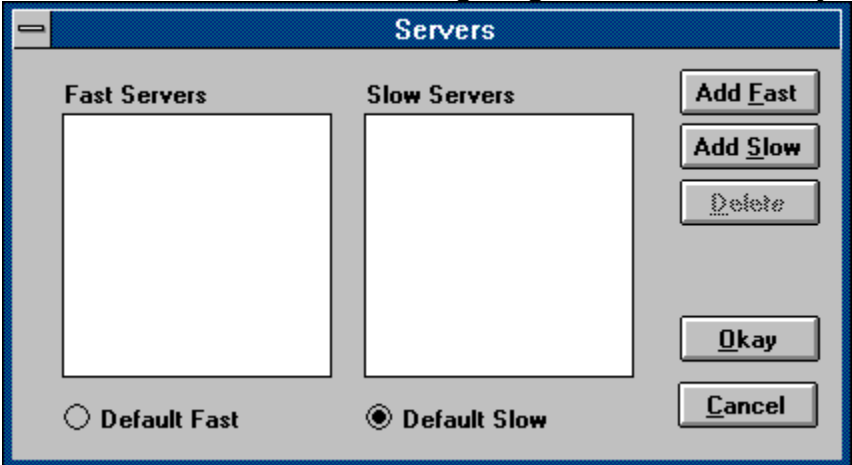 Servers
Fast Servers
Slow Servers
Add Fast
Add Slow
Delete
Okay
Cancel
Default Fast
Default Slow